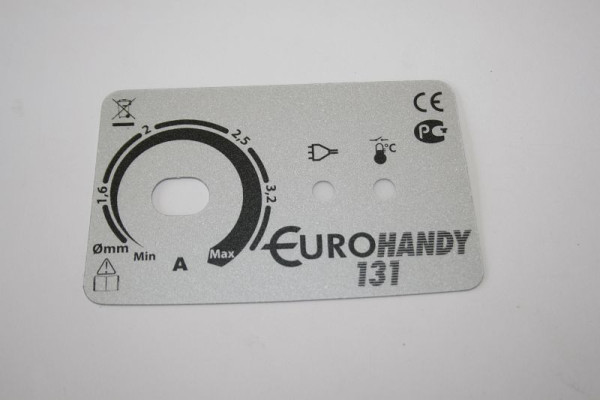 CE
PC
2
2,5
1,6
3,2
°C
Ømm
Min
A
Max
EUROHANDY
131